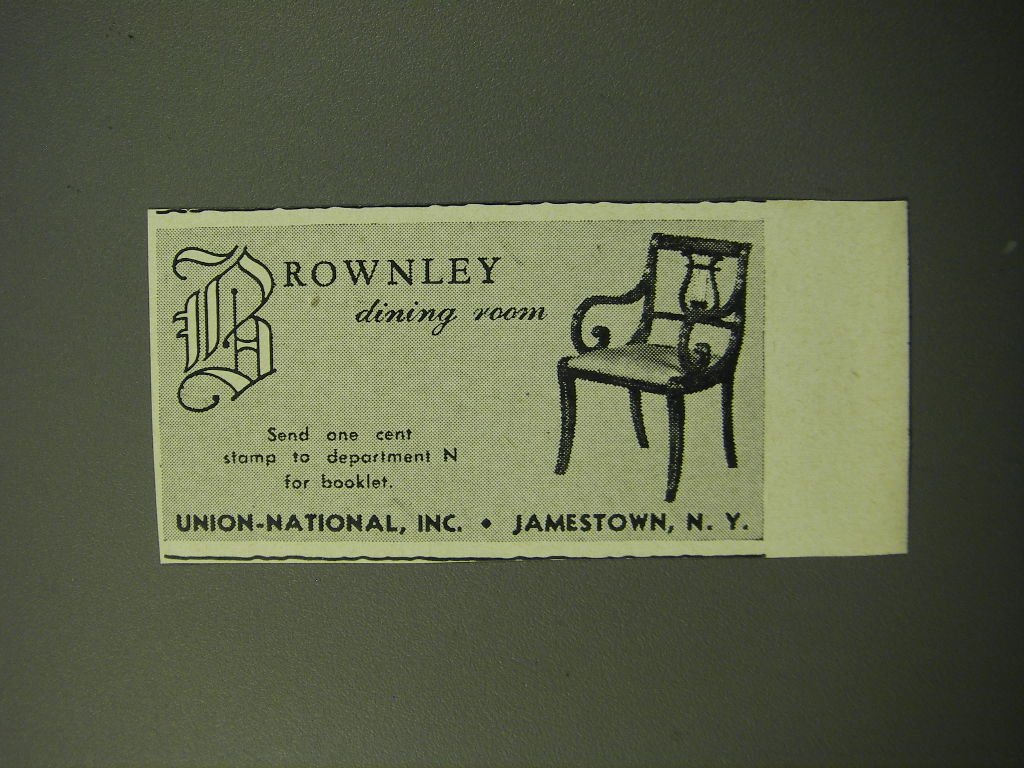 BROWNLEY
dining room
Send one cent
stamp to department N
for booklet.
UNION-NATIONAL, INC. • JAMESTOWN, N. Y.